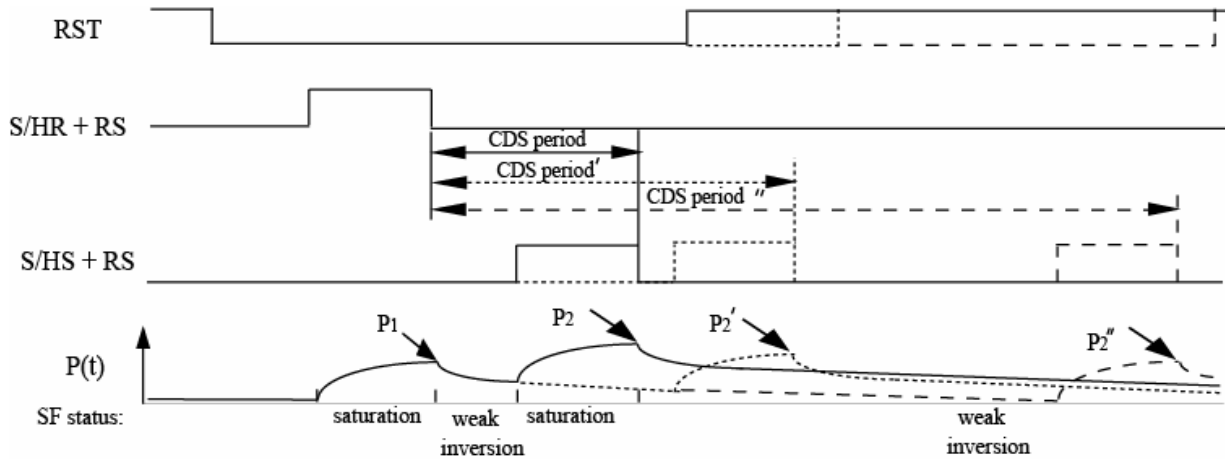 RST
S/HR + RS
CDS period
CDS period′
CDS period ″
S/HS + RS
P1
P2
P2′
P2″
P(t)
SF status:
saturation
weak
inversion
saturation
weak
inversion